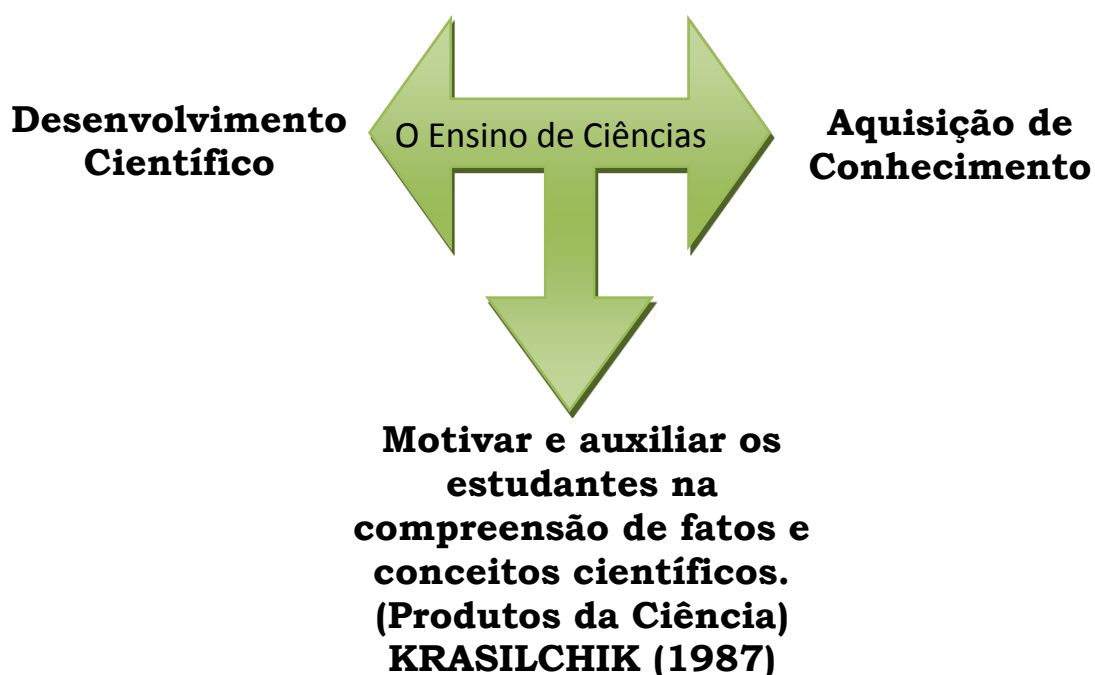 Desenvolvimento
Científico
O Ensino de Ciências
Aquisição de
Conhecimento
Motivar e auxiliar os
estudantes na
compreensão de fatos e
conceitos científicos.
(Produtos da Ciência)
KRASILCHIK (1987)